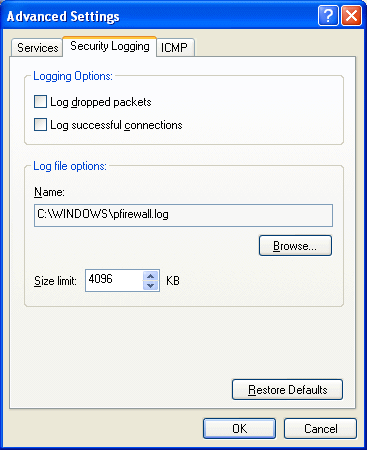 Advanced Settings
Services Security Logging ICMP
Logging Options:
Log dropped packets
Log successful connections
Log file options:
Name:
C:\WINDOWS\pfirewall.log
Browse...
Size limit: 4096 KB
Restore Defaults
OK Cancel